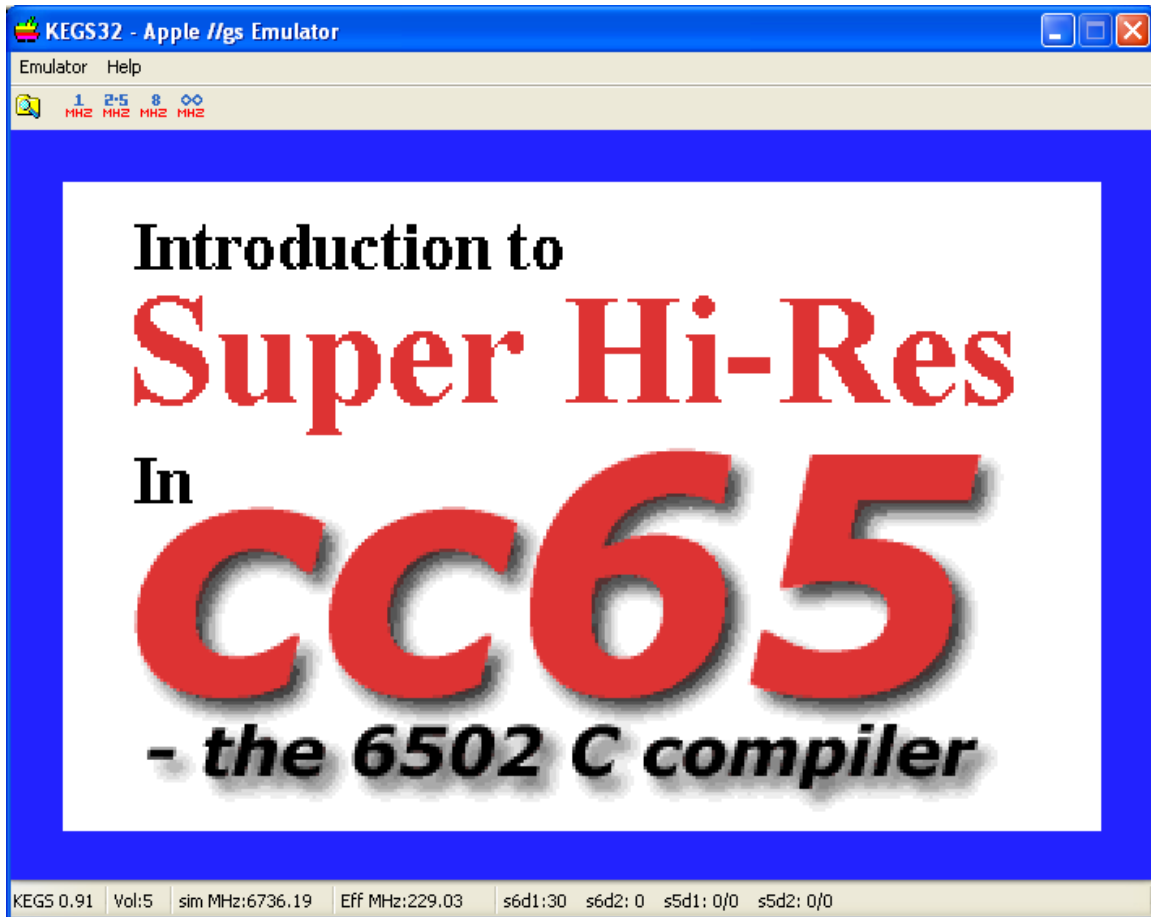 KEGS32 - Apple //gs Emulator
Emulator Help
1 MHZ 2·5 MHZ 8 MHZ ∞ MHZ
Introduction to
Super Hi-Res
In
cc65
- the 6502 C compiler
KEGS 0.91 Vol:5 sim MHz:6736.19 Eff MHz:229.03 s6d1:30 s6d2: 0 s5d1: 0/0 s5d2: 0/0